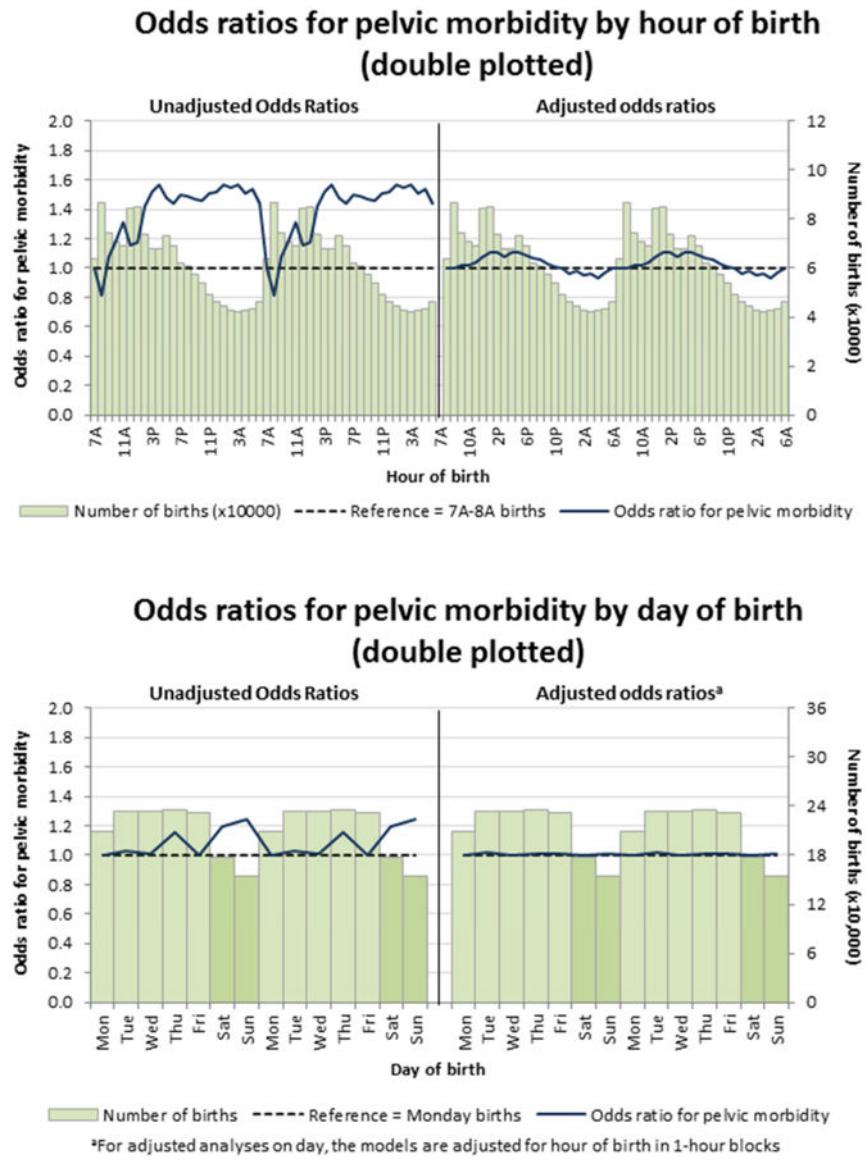 Odds ratios for pelvic morbidity by hour of birth
(double plotted)
Unadjusted Odds Ratios
Adjusted odds ratios
Odds ratio for pelvic morbidity
2.0
1.8
1.6
1.4
1.2
1.0
0.8
0.6
0.4
0.2
0.0
12
10
8
6
4
2
0
Number of births (x1000)
7A 11A 3P 7P 11P 3A 7A 11A 3P 7P 11P 3A 7A 10A 2P 6P 10P 2A 6A 10A 2P 6P 10P 2A 6A
Hour of birth
Number of births (x10000) Reference = 7A-8A births Odds ratio for pelvic morbidity
Odds ratios for pelvic morbidity by day of birth
(double plotted)
Unadjusted Odds Ratios
Adjusted odds ratiosª
Odds ratio for pelvic morbidity
2.0
1.8
1.6
1.4
1.2
1.0
0.8
0.6
0.4
0.2
0.0
36
30
24
18
12
6
0
Number of births (x10,000)
Mon Tue Wed Thu Fri Sat Sun Mon Tue Wed Thu Fri Sat Sun Mon Tue Wed Thu Fri Sat Sun Mon Tue Wed Thu Fri Sat Sun
Day of birth
Number of births Reference = Monday births Odds ratio for pelvic morbidity
ªFor adjusted analyses on day, the models are adjusted for hour of birth in 1-hour blocks